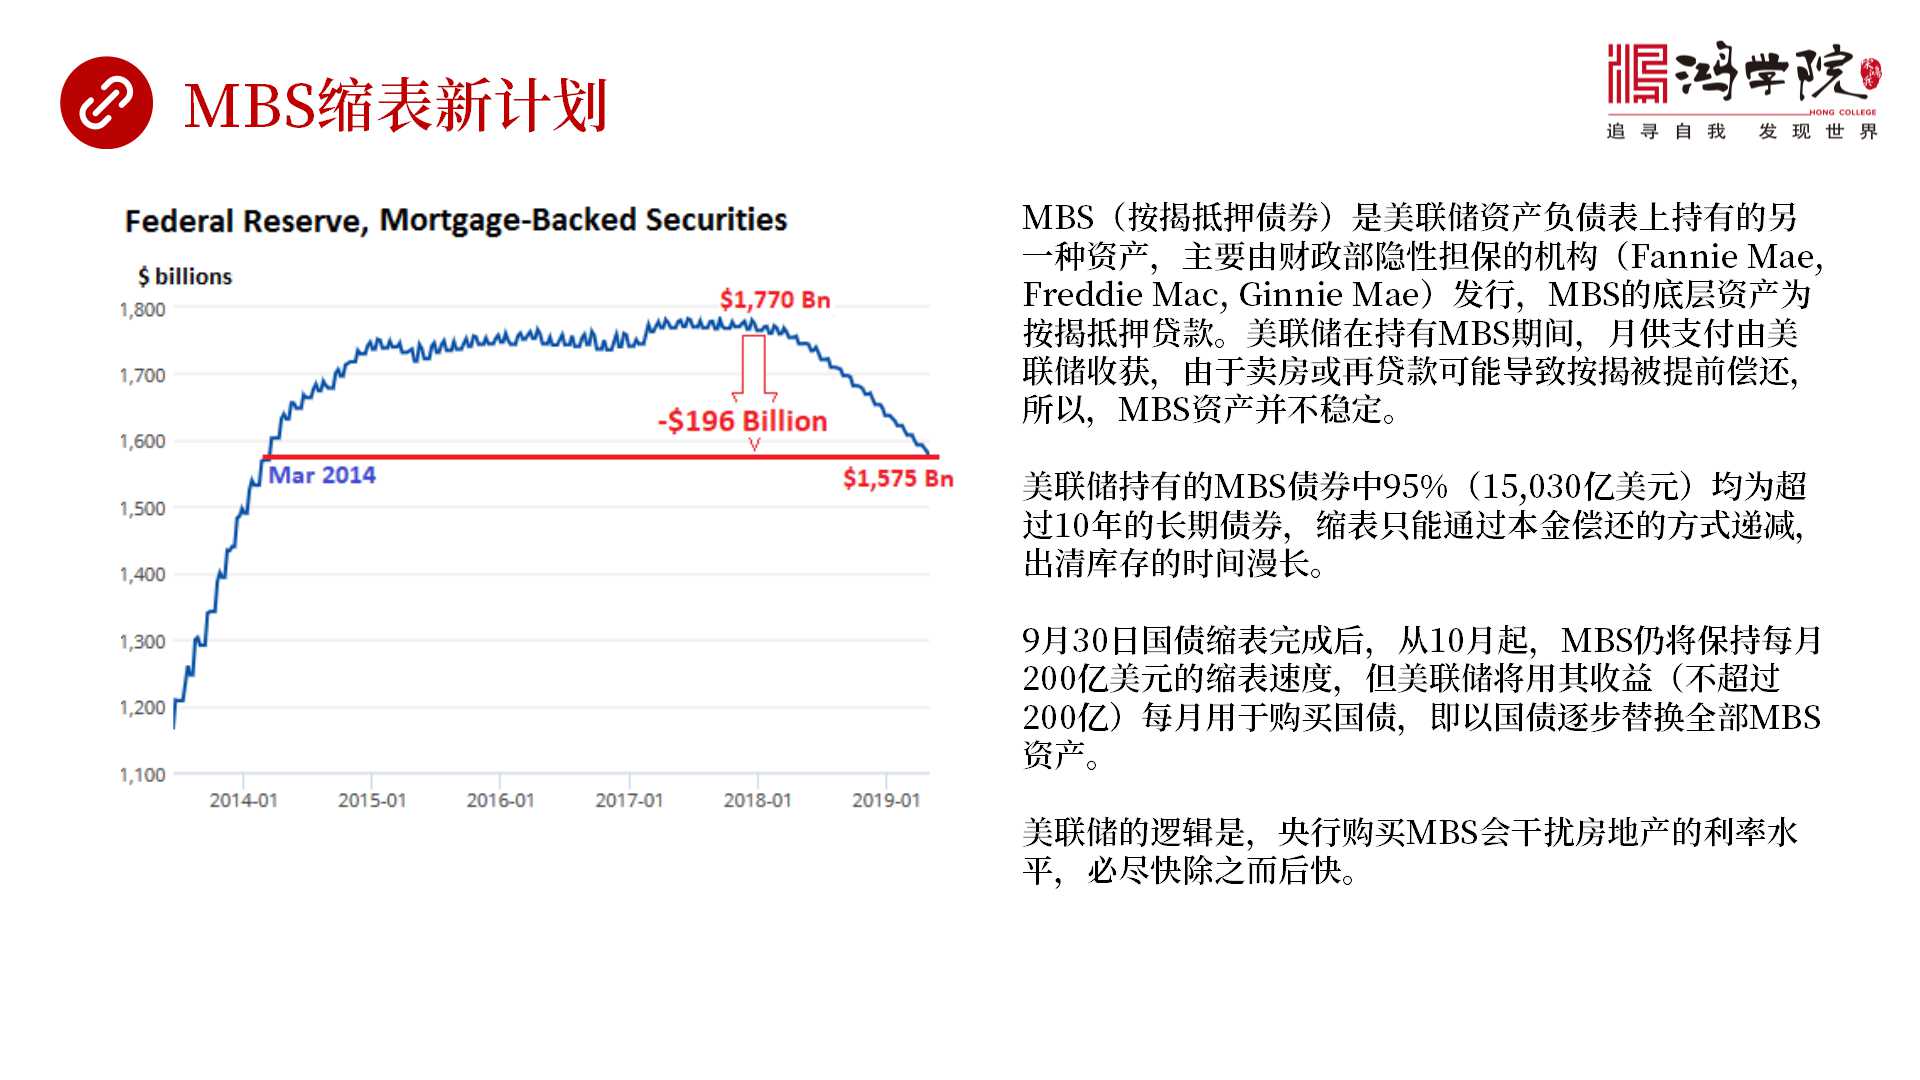 MBS缩表新计划
鸿学院
HONG COLLEGE
追寻自我 发现世界
Federal Reserve, Mortgage-Backed Securities
$ billions
$1,770 Bn
1,800
1,700
-$196 Billion
1,600
Mar 2014
$1,575 Bn
1,500
1,400
1,300
1,200
1,100
2014-01 2015-01 2016-01 2017-01 2018-01 2019-01
MBS（按揭抵押债券）是美联储资产负债表上持有的另
一种资产，主要由财政部隐性担保的机构（Fannie Mae,
Freddie Mac, Ginnie Mae）发行，MBS的底层资产为
按揭抵押贷款。美联储在持有MBS期间，月供支付由美
联储收获，由于卖房或再贷款可能导致按揭被提前偿还，
所以，MBS资产并不稳定。
美联储持有的MBS债券中95%（15,030亿美元）均为超
过10年的长期债券，缩表只能通过本金偿还的方式递减，
出清库存的时间漫长。
9月30日国债缩表完成后，从10月起，MBS仍将保持每月
200亿美元的缩表速度，但美联储将用其收益（不超过
200亿）每月用于购买国债，即以国债逐步替换全部MBS
资产。
美联储的逻辑是，央行购买MBS会干扰房地产的利率水
平，必尽快除之而后快。